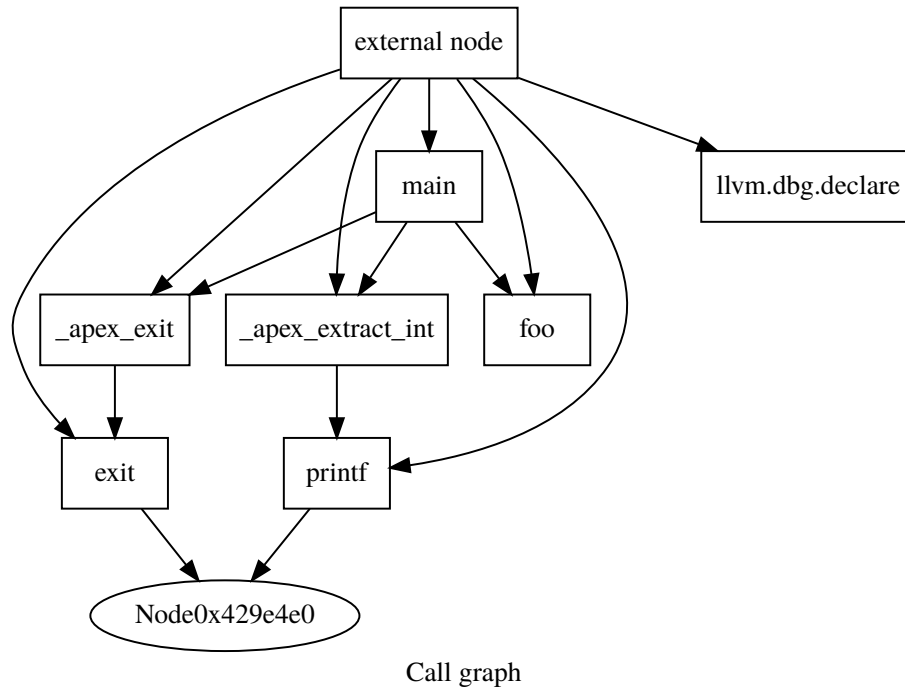 external node
main
llvm.dbg.declare
_apex_exit
_apex_extract_int
foo
exit
printf
Node0x429e4e0
Call graph